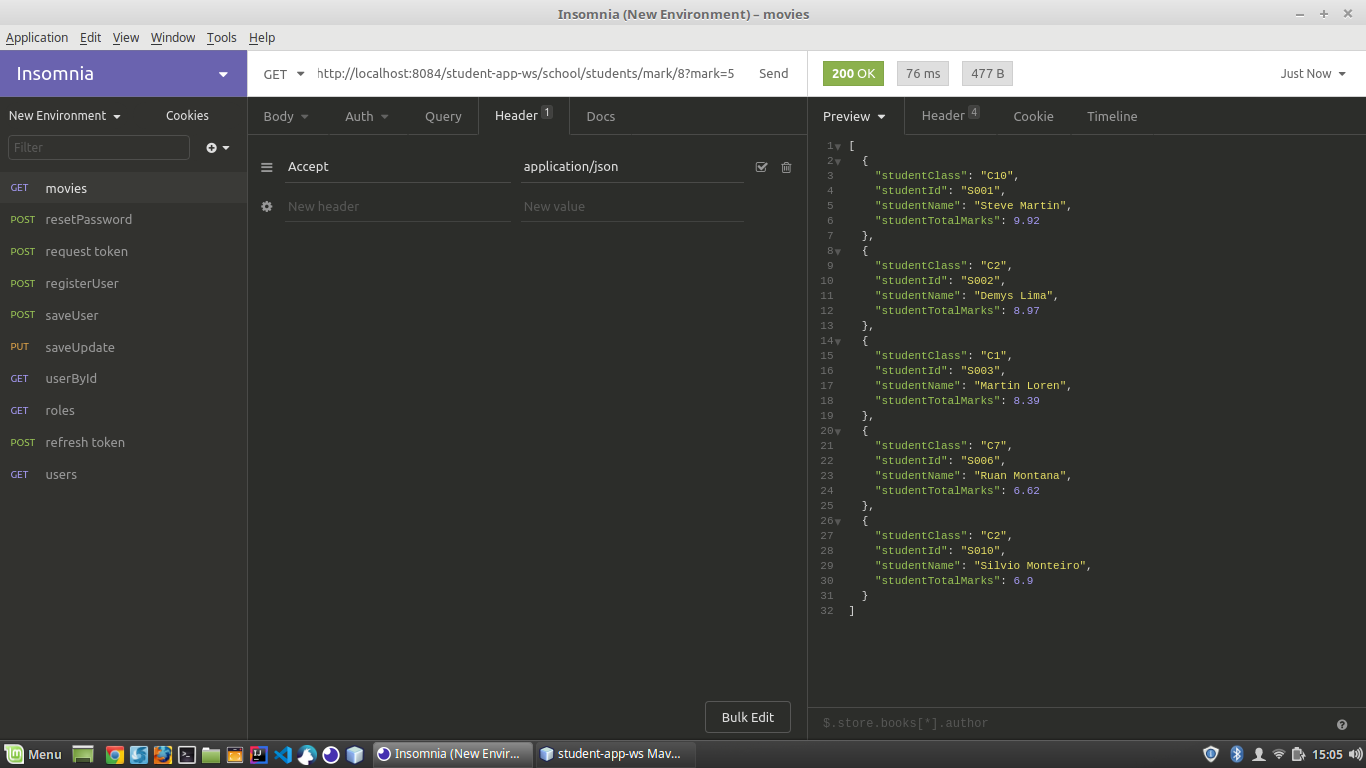 Insomnia (New Environment) – movies
Application Edit View Window Tools Help
Insomnia
GET http://localhost:8084/student-app-ws/school/students/mark/8?mark=5 Send
200 OK 76 ms 477 B Just Now
New Environment Cookies
Filter
GET movies
POST resetPassword
POST request token
POST registerUser
POST saveUser
PUT saveUpdate
GET userById
GET roles
POST refresh token
GET users
Body Auth Query Header 1 Docs
Accept application/json
New header New value
Bulk Edit
Preview Header 4 Cookie Timeline
1 [
2 {
3 "studentClass": "C10",
4 "studentId": "S001",
5 "studentName": "Steve Martin",
6 "studentTotalMarks": 9.92
7 },
8 {
9 "studentClass": "C2",
10 "studentId": "S002",
11 "studentName": "Demys Lima",
12 "studentTotalMarks": 8.97
13 },
14 {
15 "studentClass": "C1",
16 "studentId": "S003",
17 "studentName": "Martin Loren",
18 "studentTotalMarks": 8.39
19 },
20 {
21 "studentClass": "C7",
22 "studentId": "S006",
23 "studentName": "Ruan Montana",
24 "studentTotalMarks": 6.62
25 },
26 {
27 "studentClass": "C2",
28 "studentId": "S010",
29 "studentName": "Silvio Monteiro",
30 "studentTotalMarks": 6.9
31 }
32 ]
$.store.books[*].author
Menu Insomnia (New Envir... student-app-ws Mav... 15:05